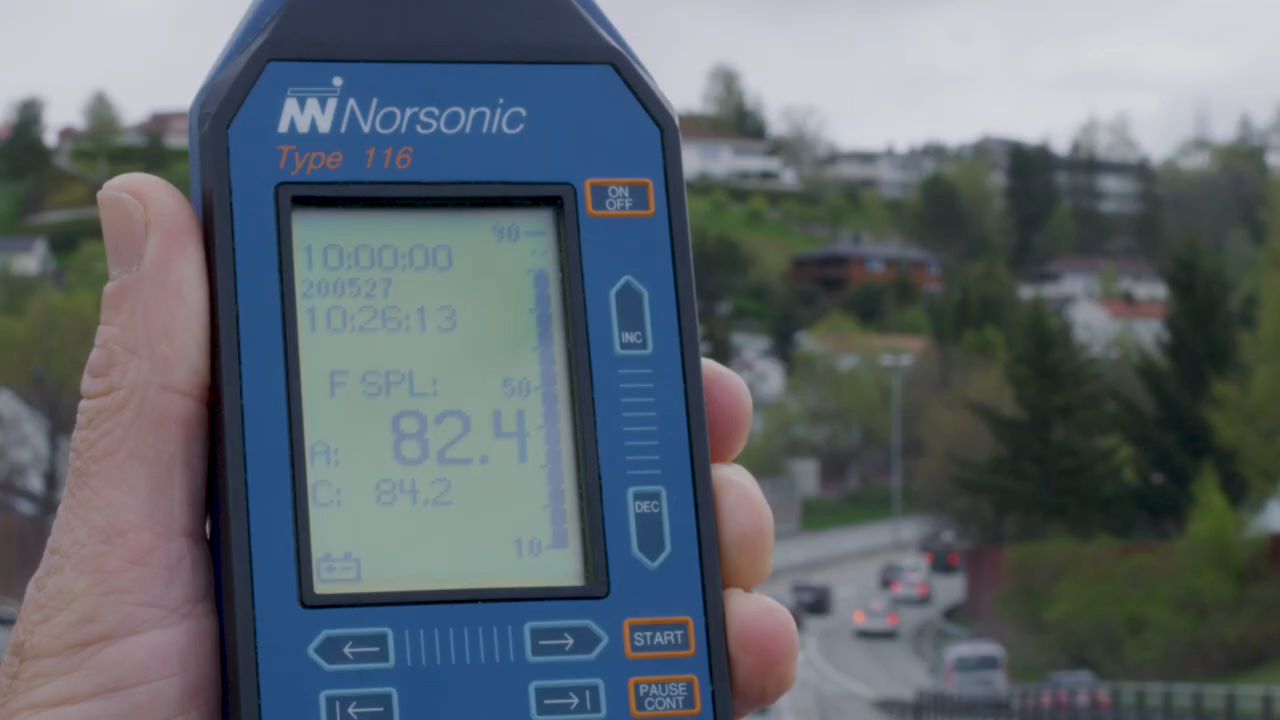 Norsonic
Type 116
ON
OFF
90
10:00:00
200527
10:26:13
F SPL:
50
82.4
A:
C: 84.2
10
INC
DEC
START
PAUSE
CONT